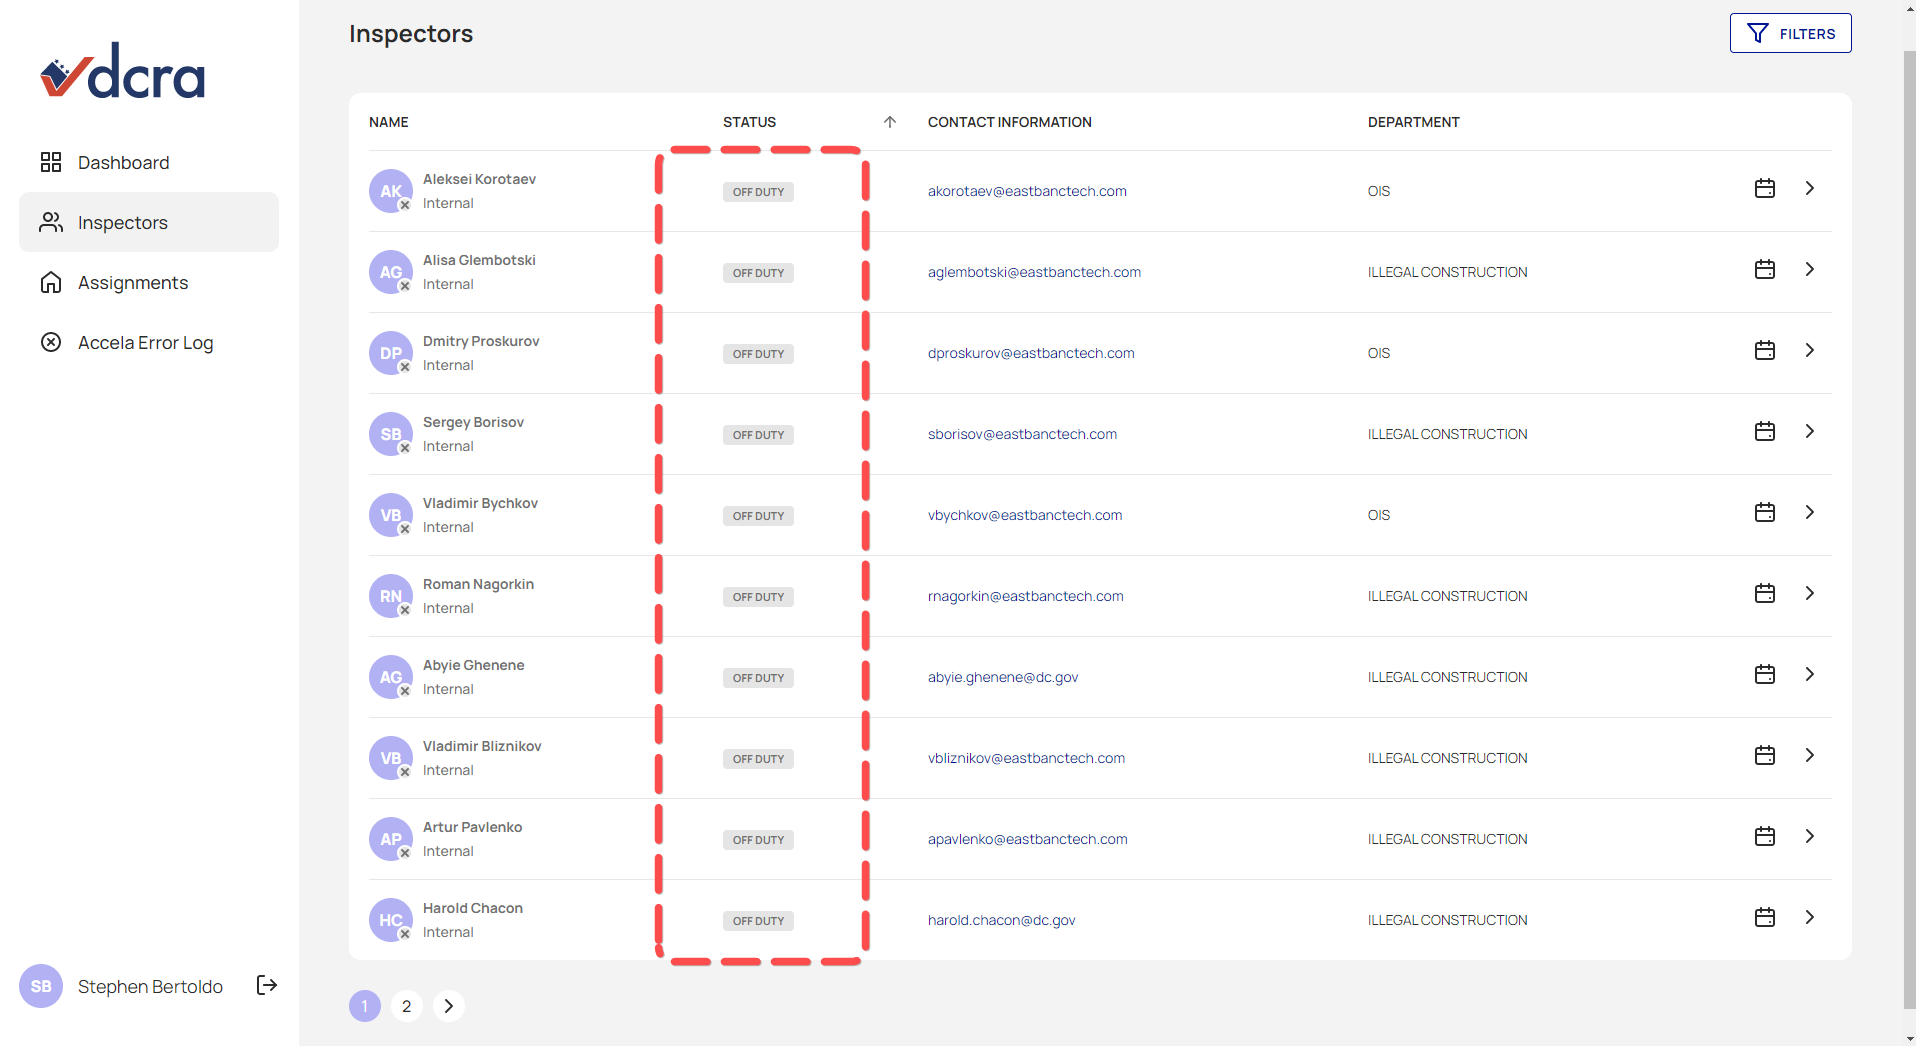 dcra
Dashboard
Inspectors
Assignments
Accela Error Log
SB Stephen Bertoldo
Inspectors
FILTERS
NAME STATUS CONTACT INFORMATION DEPARTMENT
AK Aleksei Korotaev
Internal
OFF DUTY akorotaev@eastbanctech.com OIS
AG Alisa Glembotski
Internal
OFF DUTY aglembotski@eastbanctech.com ILLEGAL CONSTRUCTION
DP Dmitry Proskurov
Internal
OFF DUTY dproskurov@eastbanctech.com OIS
SB Sergey Borisov
Internal
OFF DUTY sborisov@eastbanctech.com ILLEGAL CONSTRUCTION
VB Vladimir Bychkov
Internal
OFF DUTY vbychkov@eastbanctech.com OIS
RN Roman Nagorkin
Internal
OFF DUTY rnagorkin@eastbanctech.com ILLEGAL CONSTRUCTION
AG Abyie Ghenene
Internal
OFF DUTY abyie.ghenene@dc.gov ILLEGAL CONSTRUCTION
VB Vladimir Bliznikov
Internal
OFF DUTY vbliznikov@eastbanctech.com ILLEGAL CONSTRUCTION
AP Artur Pavlenko
Internal
OFF DUTY apavlenko@eastbanctech.com ILLEGAL CONSTRUCTION
HC Harold Chacon
Internal
OFF DUTY harold.chacon@dc.gov ILLEGAL CONSTRUCTION
1 2